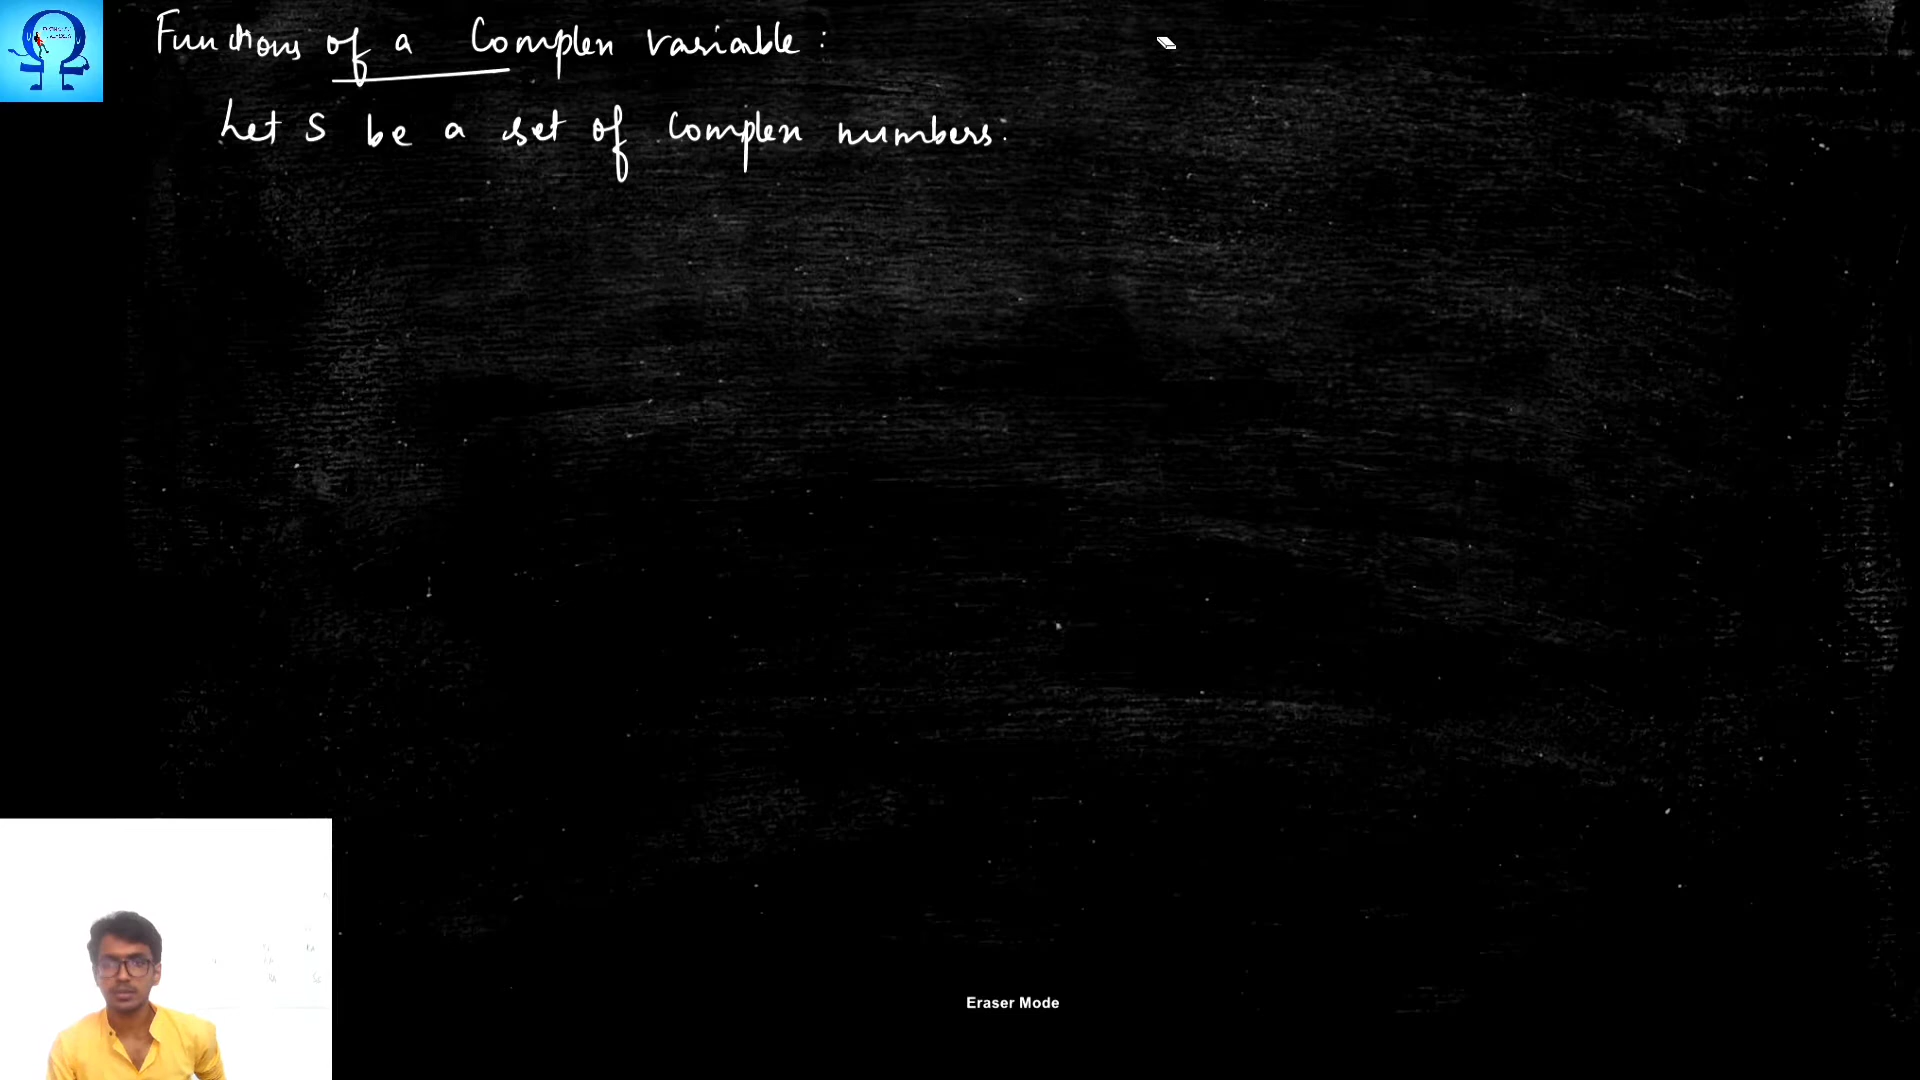 Functions of a Complex variable :
Let S be a set of complex numbers.
Eraser Mode